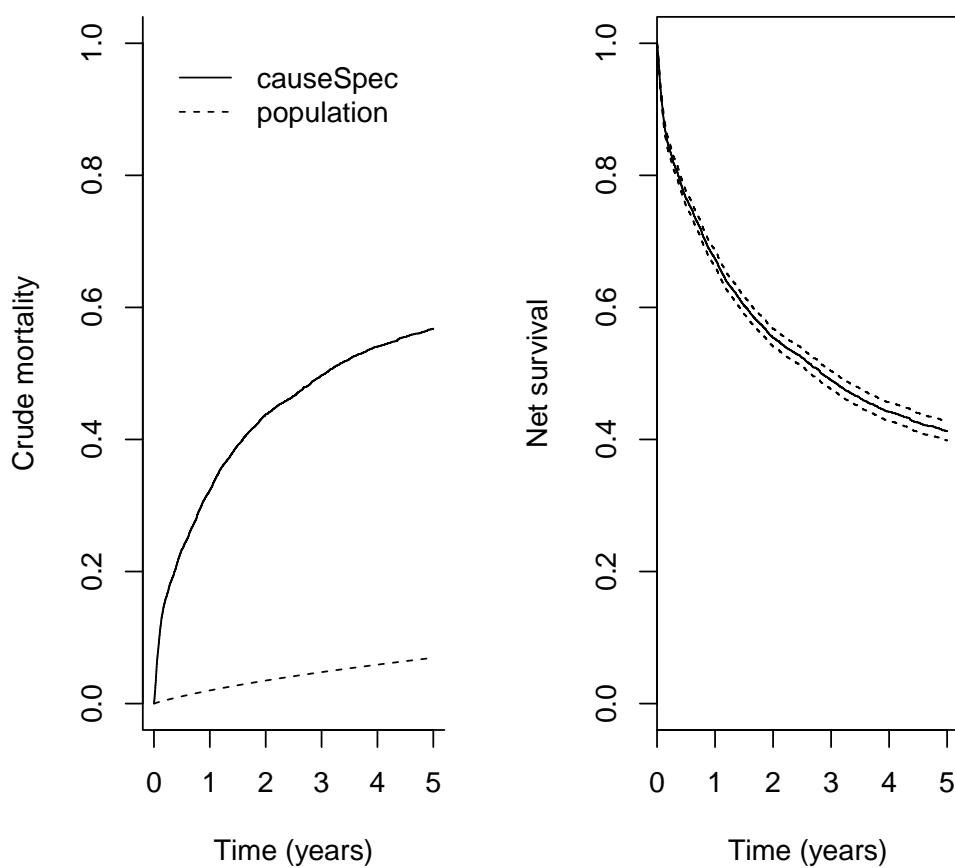 Crude mortality
1.0
0.8
0.6
0.4
0.2
0.0
causeSpec
population
0 1 2 3 4 5
Time (years)
Net survival
1.0
0.8
0.6
0.4
0.2
0.0
0 1 2 3 4 5
Time (years)